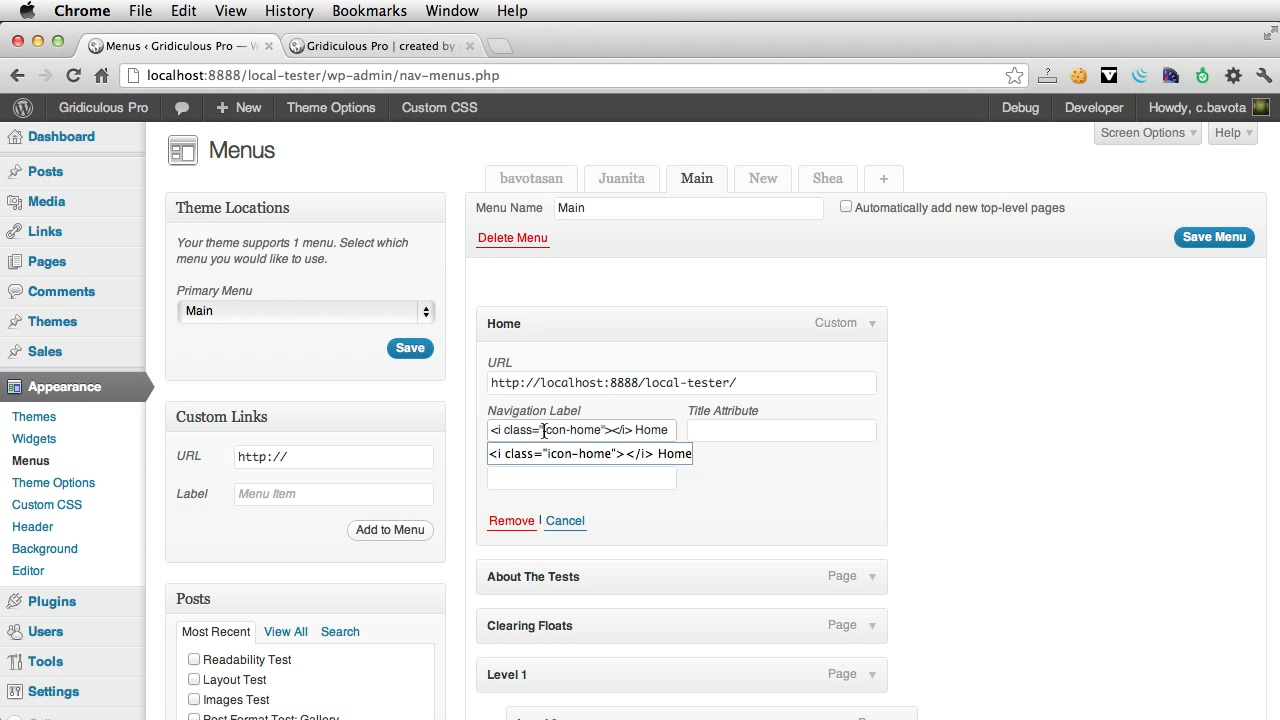 Chrome File Edit View History Bookmarks Window Help
Menus ‹ Gridiculous Pro —
Gridiculous Pro | created by
localhost:8888/local-tester/wp-admin/nav-menus.php
Gridiculous Pro + New Theme Options Custom CSS Debug Developer Howdy, c.bavota
Dashboard
Posts
Media
Links
Pages
Comments
Themes
Sales
Appearance
Themes
Widgets
Menus
Theme Options
Custom CSS
Header
Background
Editor
Plugins
Users
Tools
Settings
Menus
Screen Options Help
Theme Locations
Your theme supports 1 menu. Select which
menu you would like to use.
Primary Menu
Main
Save
Custom Links
URL http://
Label Menu Item
Add to Menu
Posts
Most Recent View All Search
Readability Test
Layout Test
Images Test
Post Format Test: Gallery
bavotasan Juanita Main New Shea +
Menu Name Main Automatically add new top-level pages
Delete Menu Save Menu
Home Custom
URL
http://localhost:8888/local-tester/
Navigation Label Title Attribute
<i class="icon-home"></i> Home
<i class="icon-home"></i> Home
Remove | Cancel
About The Tests Page
Clearing Floats Page
Level 1 Page